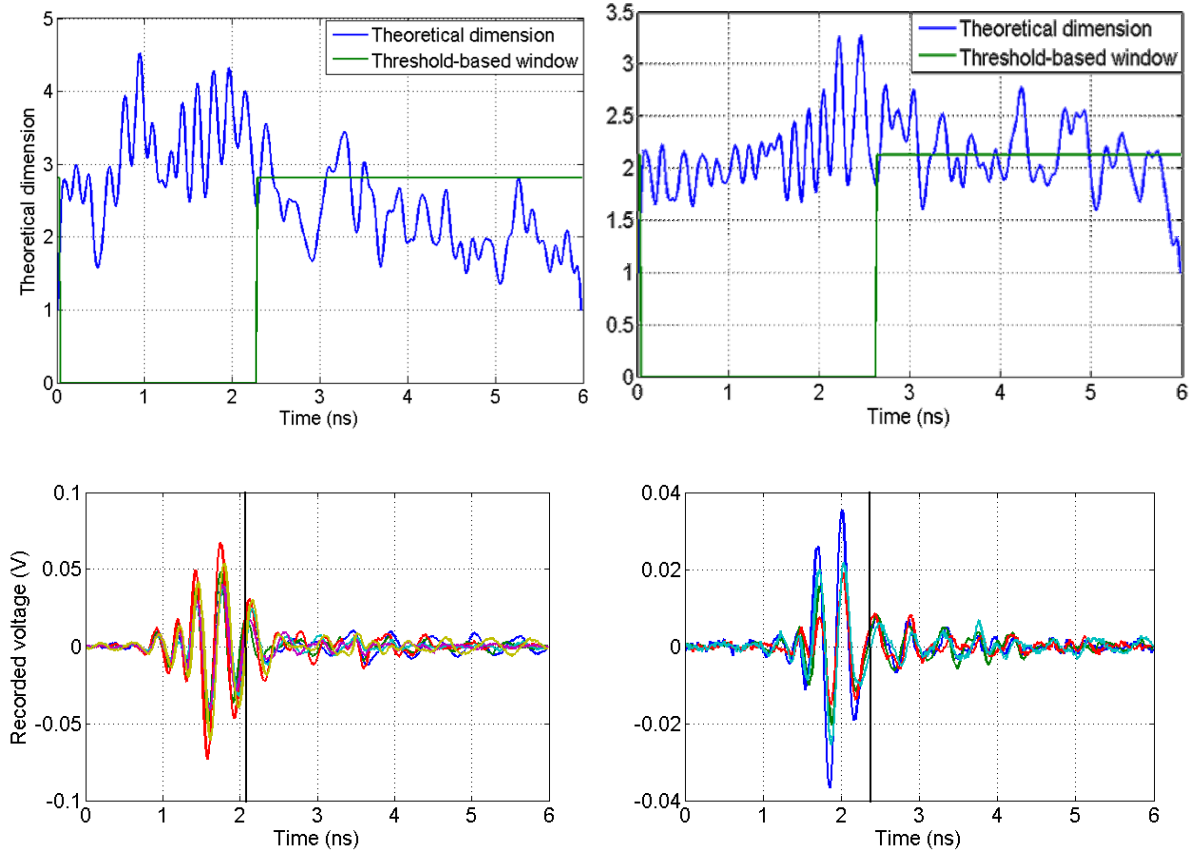 Theoretical dimension
Threshold-based window
5
4
3
2
1
0
Theoretical dimension
0 1 2 3 4 5 6
Time (ns)
Theoretical dimension
Threshold-based window
3.5
3
2.5
2
1.5
1
0.5
0
0 1 2 3 4 5 6
Time (ns)
0.1
0.05
0
-0.05
-0.1
Recorded voltage (V)
0 1 2 3 4 5 6
Time (ns)
0.04
0.02
0
-0.02
-0.04
0 1 2 3 4 5 6
Time (ns)